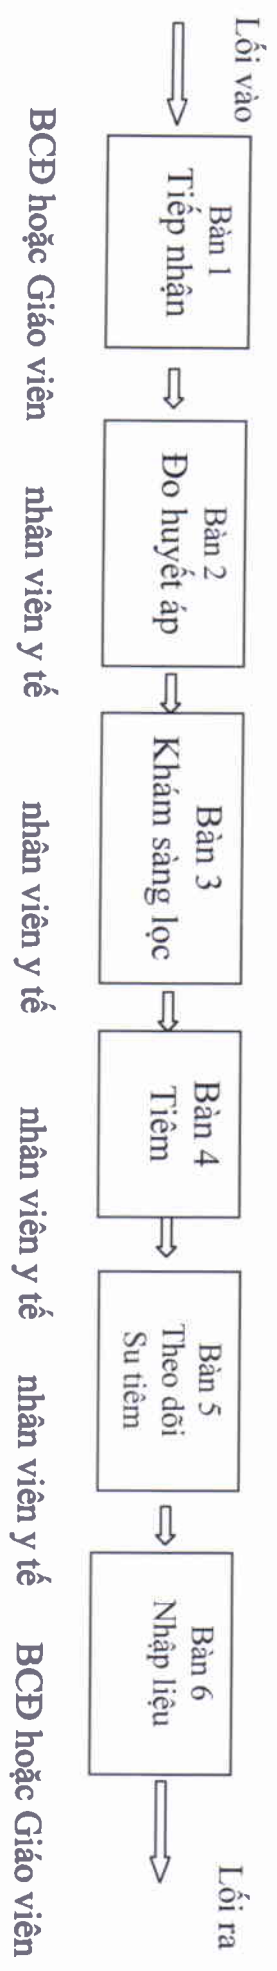 Lối vào
Bàn 1
Tiếp nhận
Bàn 2
Đo huyết áp
Bàn 3
Khám sàng lọc
Bàn 4
Tiêm
Bàn 5
Theo dõi
Su tiêm
Bàn 6
Nhập liệu
Lối ra
BCĐ hoặc Giáo viên
nhân viên y tế
nhân viên y tế
nhân viên y tế
nhân viên y tế
BCĐ hoặc Giáo viên